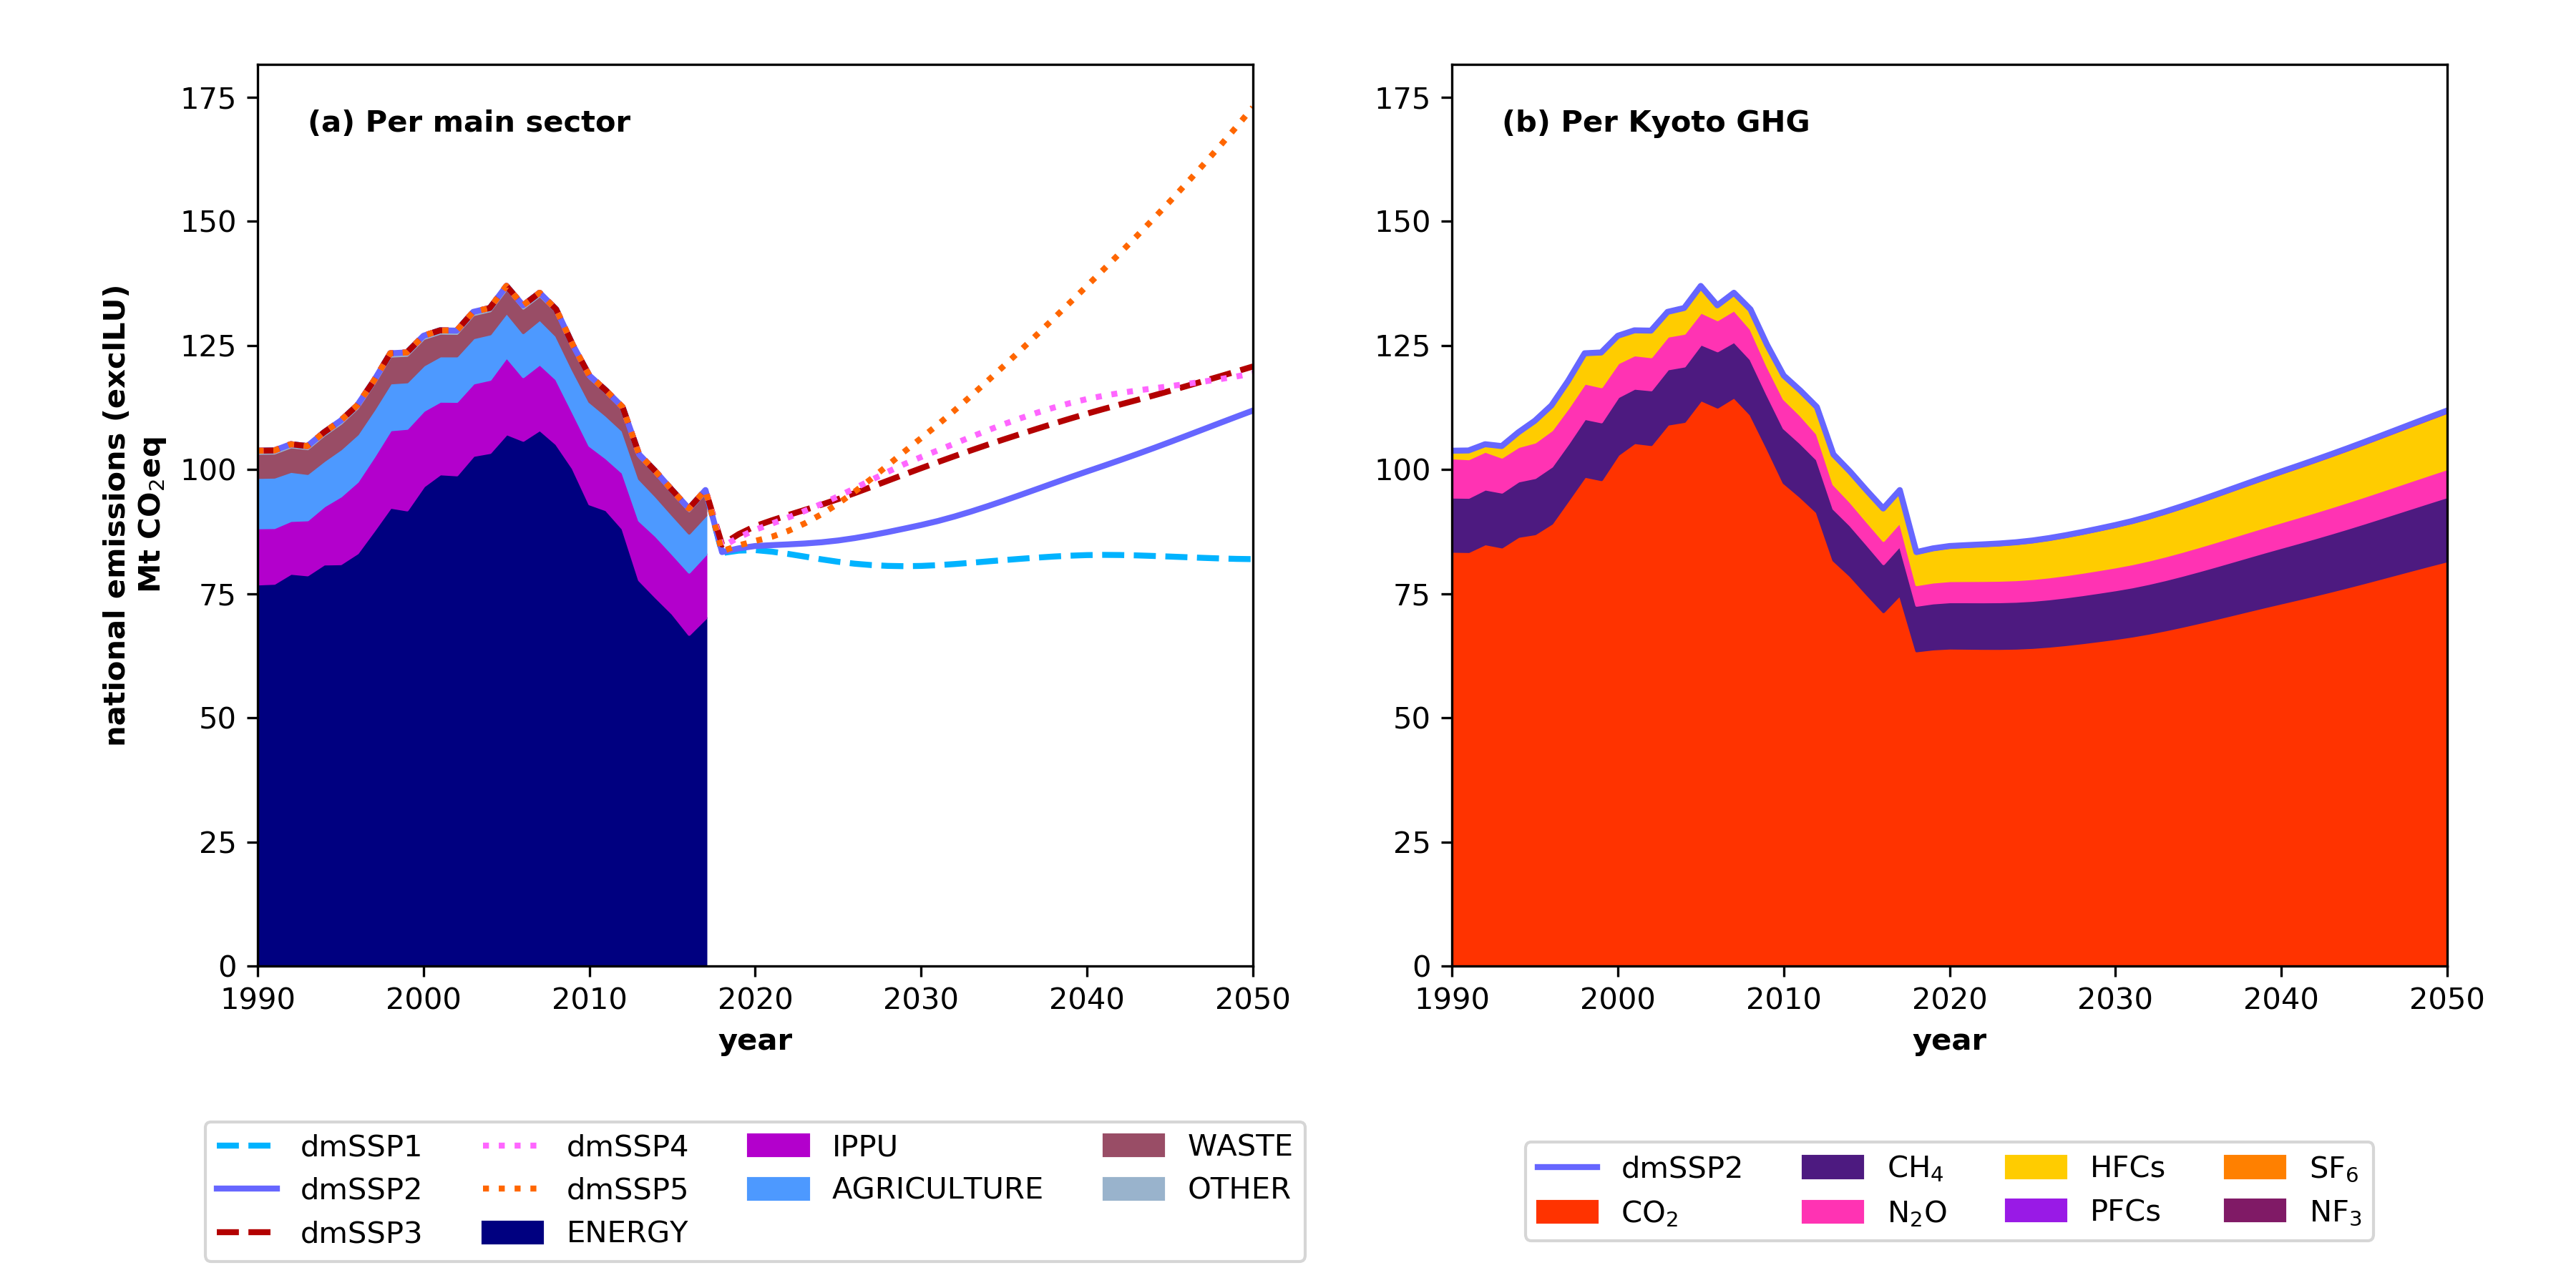 (a) Per main sector
national emissions (exclLU)
Mt CO₂eq
175
150
125
100
75
50
25
0
1990 2000 2010 2020 2030 2040 2050
year
dmSSP1 dmSSP4 IPPU WASTE
dmSSP2 dmSSP5 AGRICULTURE OTHER
dmSSP3 ENERGY
(b) Per Kyoto GHG
175
150
125
100
75
50
25
0
1990 2000 2010 2020 2030 2040 2050
year
dmSSP2 CH₄ HFCs SF₆
CO₂ N₂O PFCs NF₃